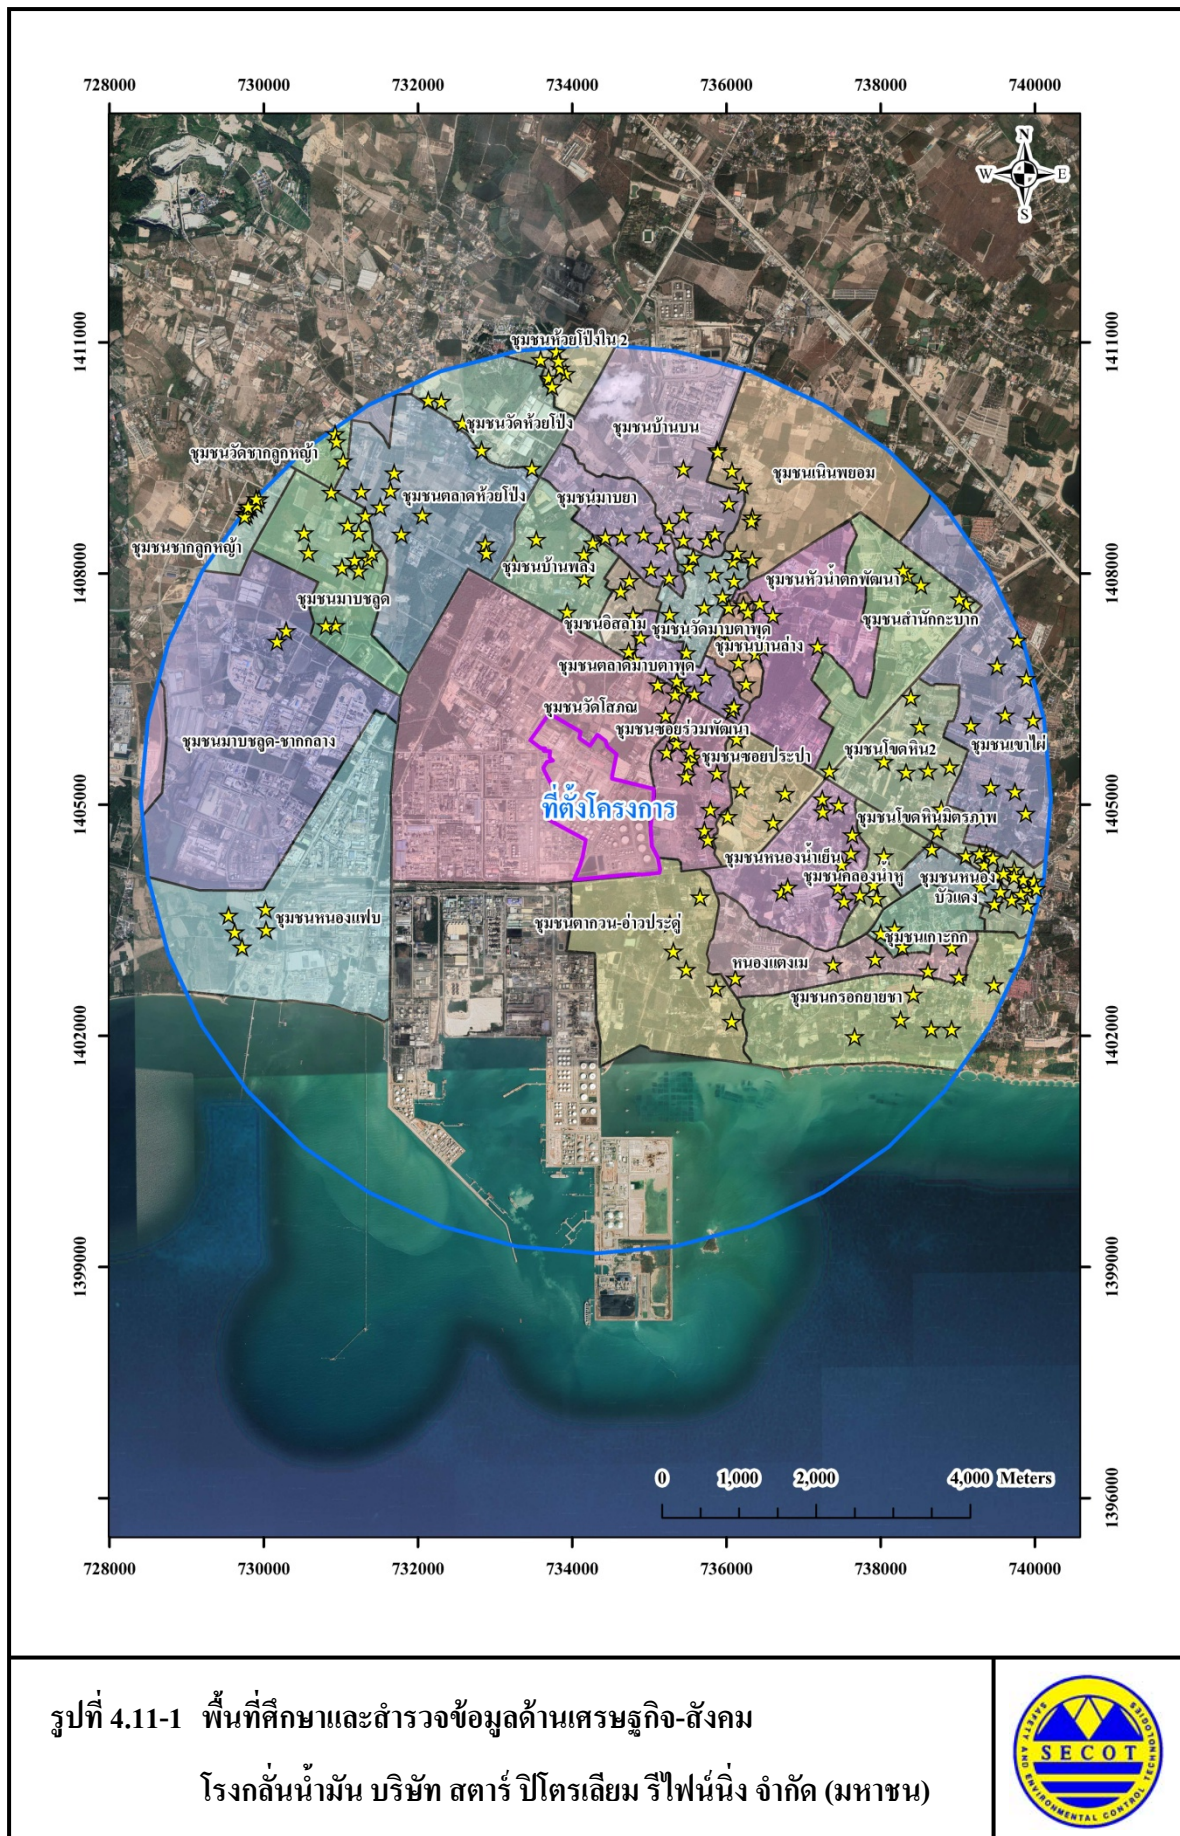 728000 730000 732000 734000 736000 738000 740000
N
W E
S
1411000
1408000
1405000
1402000
1399000
1396000
1411000
1408000
1405000
1402000
1399000
1396000
ชุมชนห้วยโป่งใน 2
ชุมชนวัดห้วยโป่ง
ชุมชนบ้านบน
ชุมชนวัดชากลูกหญ้า
ชุมชนเนินพยอม
ชุมชนตลาดห้วยโป่ง
ชุมชนมาบยา
ชุมชนชากลูกหญ้า
ชุมชนบ้านพลง
ชุมชนหัวน้ำตกพัฒนา
ชุมชนมาบชลูด
ชุมชนสำนักกะบาก
ชุมชนอิสลาม
ชุมชนวัดมาบตาพุด
ชุมชนบ้านล่าง
ชุมชนตลาดมาบตาพุด
ชุมชนวัดโสภณ
ชุมชนซอยร่วมพัฒนา
ชุมชนมาบชลูด-ชากกลาง
ชุมชนซอยประปา
ชุมชนโขดหิน2
ชุมชนเขาไผ่
ที่ตั้งโครงการ
ชุมชนโขดหินมิตรภาพ
ชุมชนหนองน้ำเย็น
ชุมชนคลองน้ำหู
ชุมชนหนอง
บัวแดง
ชุมชนหนองแฟบ
ชุมชนตากวน-อ่าวประดู่
ชุมชนเกาะกก
หนองแตงเม
ชุมชนกรอกยายชา
0 1,000 2,000 4,000 Meters
728000 730000 732000 734000 736000 738000 740000
รูปที่ 4.11-1 พื้นที่ศึกษาและสำรวจข้อมูลด้านเศรษฐกิจ-สังคม
โรงกลั่นน้ำมัน บริษัท สตาร์ ปิโตรเลียม รีไฟน์นิ่ง จำกัด (มหาชน)
SECOT
SAFETY AND ENVIRONMENTAL CONTROL TECHNOLOGIES